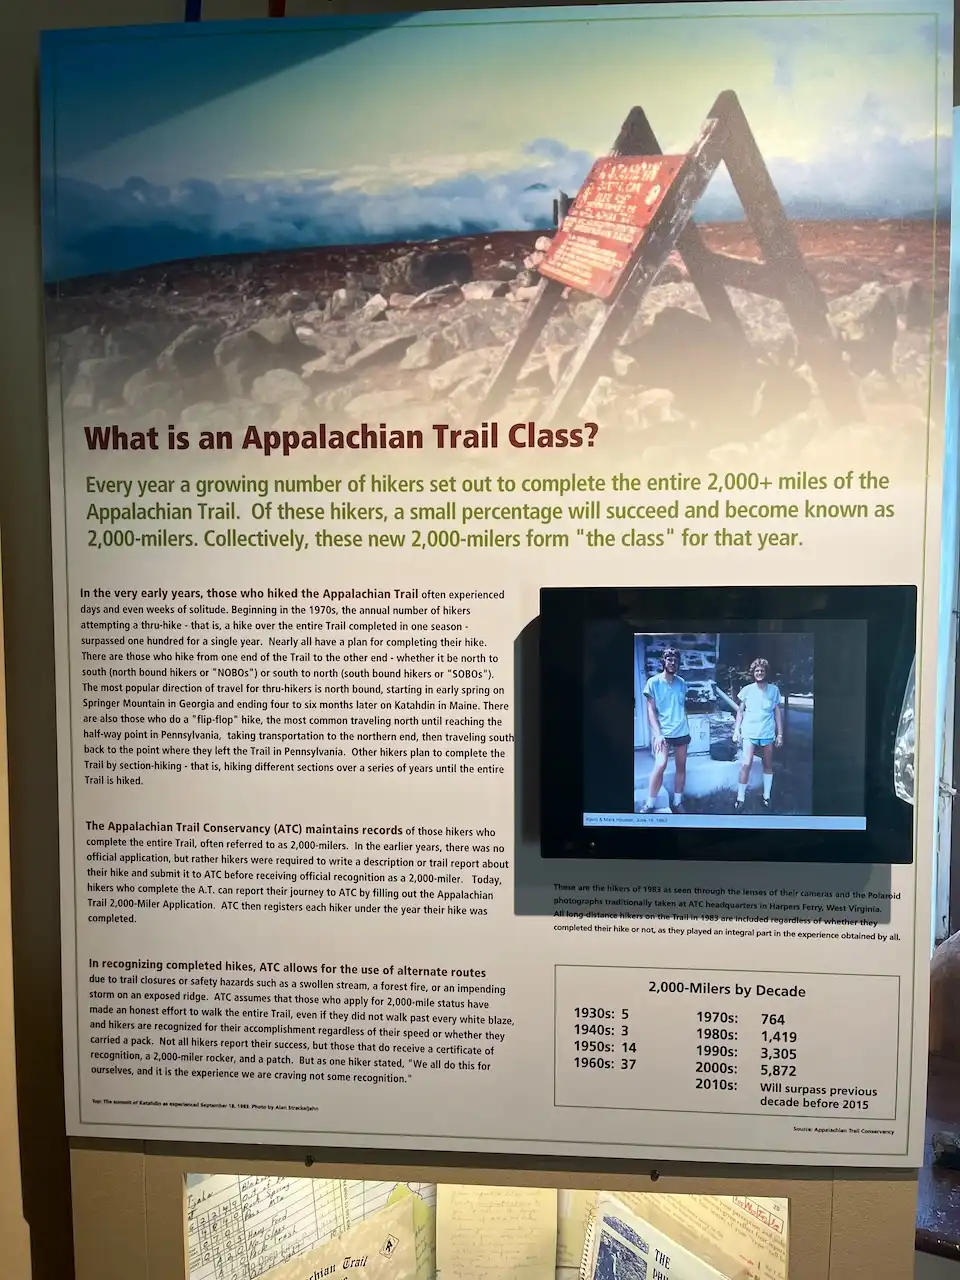 What is an Appalachian Trail Class?
Every year a growing number of hikers set out to complete the entire 2,000+ miles of the
Appalachian Trail. Of these hikers, a small percentage will succeed and become known as
2,000-milers. Collectively, these new 2,000-milers form "the class" for that year.
In the very early years, those who hiked the Appalachian Trail often experienced
days and even weeks of solitude. Beginning in the 1970s, the annual number of hikers
attempting a thru-hike - that is, a hike over the entire Trail completed in one season -
surpassed one hundred for a single year. Nearly all have a plan for completing their hike.
There are those who hike from one end of the Trail to the other end - whether it be north to
south (north bound hikers or "NOBOs") or south to north (south bound hikers or "SOBOs").
The most popular direction of travel for thru-hikers is north bound, starting in early spring on
Springer Mountain in Georgia and ending four to six months later on Katahdin in Maine. There
are also those who do a "flip-flop" hike, the most common traveling north until reaching the
half-way point in Pennsylvania, taking transportation to the northern end, then traveling south
back to the point where they left the Trail in Pennsylvania. Other hikers plan to complete the
Trail by section-hiking - that is, hiking different sections over a series of years until the entire
Trail is hiked.
The Appalachian Trail Conservancy (ATC) maintains records of those hikers who
complete the entire Trail, often referred to as 2,000-milers. In the earlier years, there was no
official application, but rather hikers were required to write a description or trail report about
their hike and submit it to ATC before receiving official recognition as a 2,000-miler. Today,
hikers who complete the A.T. can report their journey to ATC by filling out the Appalachian
Trail 2,000-Miler Application. ATC then registers each hiker under the year their hike was
completed.
In recognizing completed hikes, ATC allows for the use of alternate routes
due to trail closures or safety hazards such as a swollen stream, a forest fire, or an impending
storm on an exposed ridge. ATC assumes that those who apply for 2,000-mile status have
made an honest effort to walk the entire Trail, even if they did not walk past every white blaze,
and hikers are recognized for their accomplishment regardless of their speed or whether they
carried a pack. Not all hikers report their success, but those that do receive a certificate of
recognition, a 2,000-miler rocker, and a patch. But as one hiker stated, "We all do this for
ourselves, and it is the experience we are craving not some recognition."
Top: The summit of Katahdin as experienced September 18, 1983. Photo by Alan Strackeljahn
June 16, 1983
These are the hikers of 1983 as seen through the lenses of their cameras and the Polaroid
photographs traditionally taken at ATC headquarters in Harpers Ferry, West Virginia.
All long-distance hikers on the Trail in 1983 are included regardless of whether they
completed their hike or not, as they played an integral part in the experience obtained by all.
2,000-Milers by Decade
1930s: 5
1940s: 3
1950s: 14
1960s: 37
1970s: 764
1980s: 1,419
1990s: 3,305
2000s: 5,872
2010s: Will surpass previous
decade before 2015
Source: Appalachian Trail Conservancy
Trail
THE